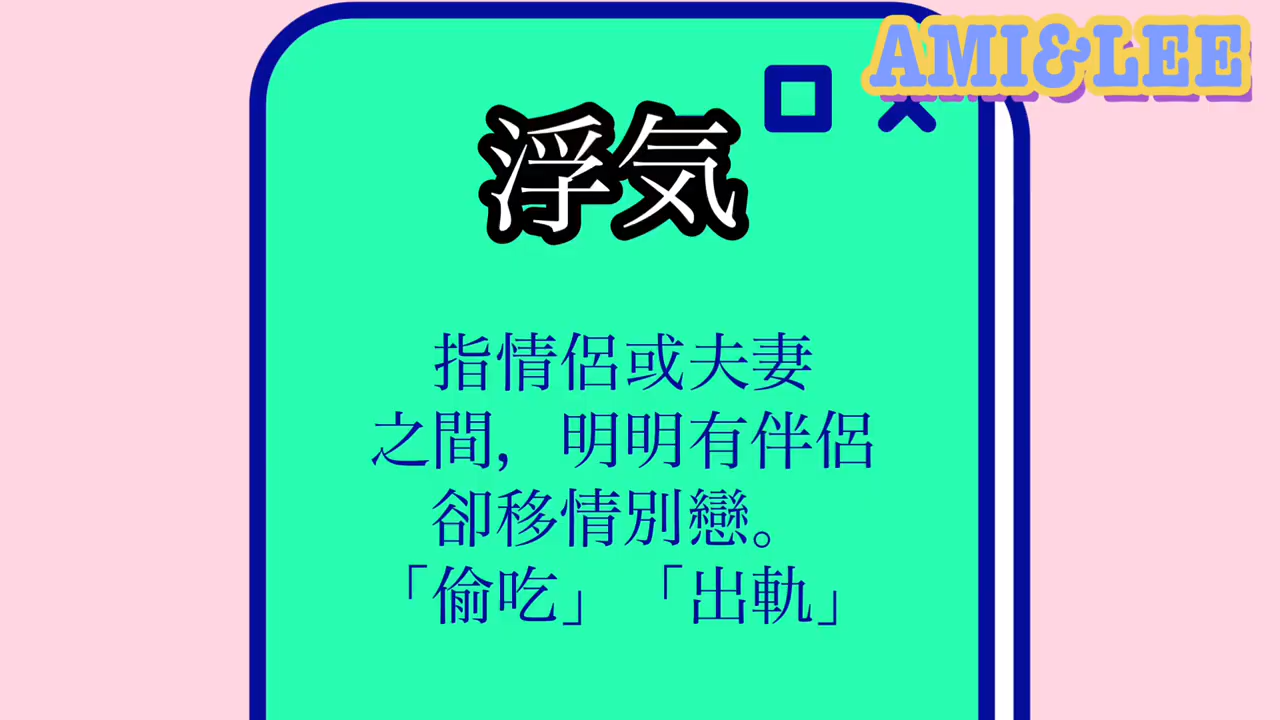 AMI&LEE
浮気
指情侶或夫妻
之間，明明有伴侶
卻移情別戀。
「偷吃」「出軌」